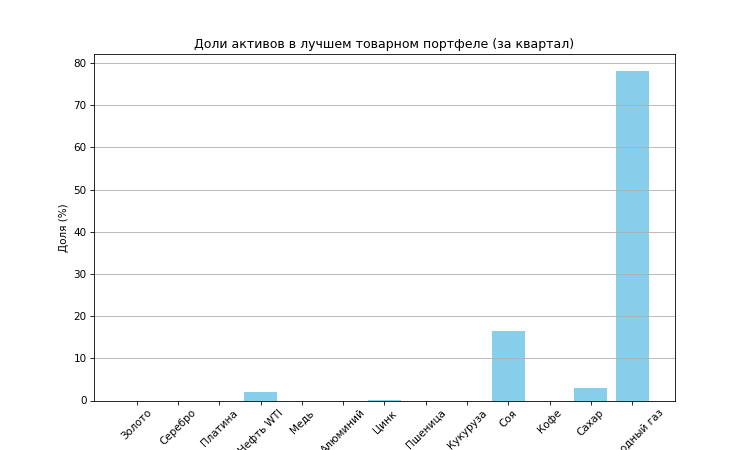 Доли активов в лучшем товарном портфеле (за квартал)
Доля (%)
80
70
60
50
40
30
20
10
0
Золото
Серебро
Платина
Нефть WTI
Медь
Алюминий
Цинк
Пшеница
Кукуруза
Соя
Кофе
Сахар
одный газ